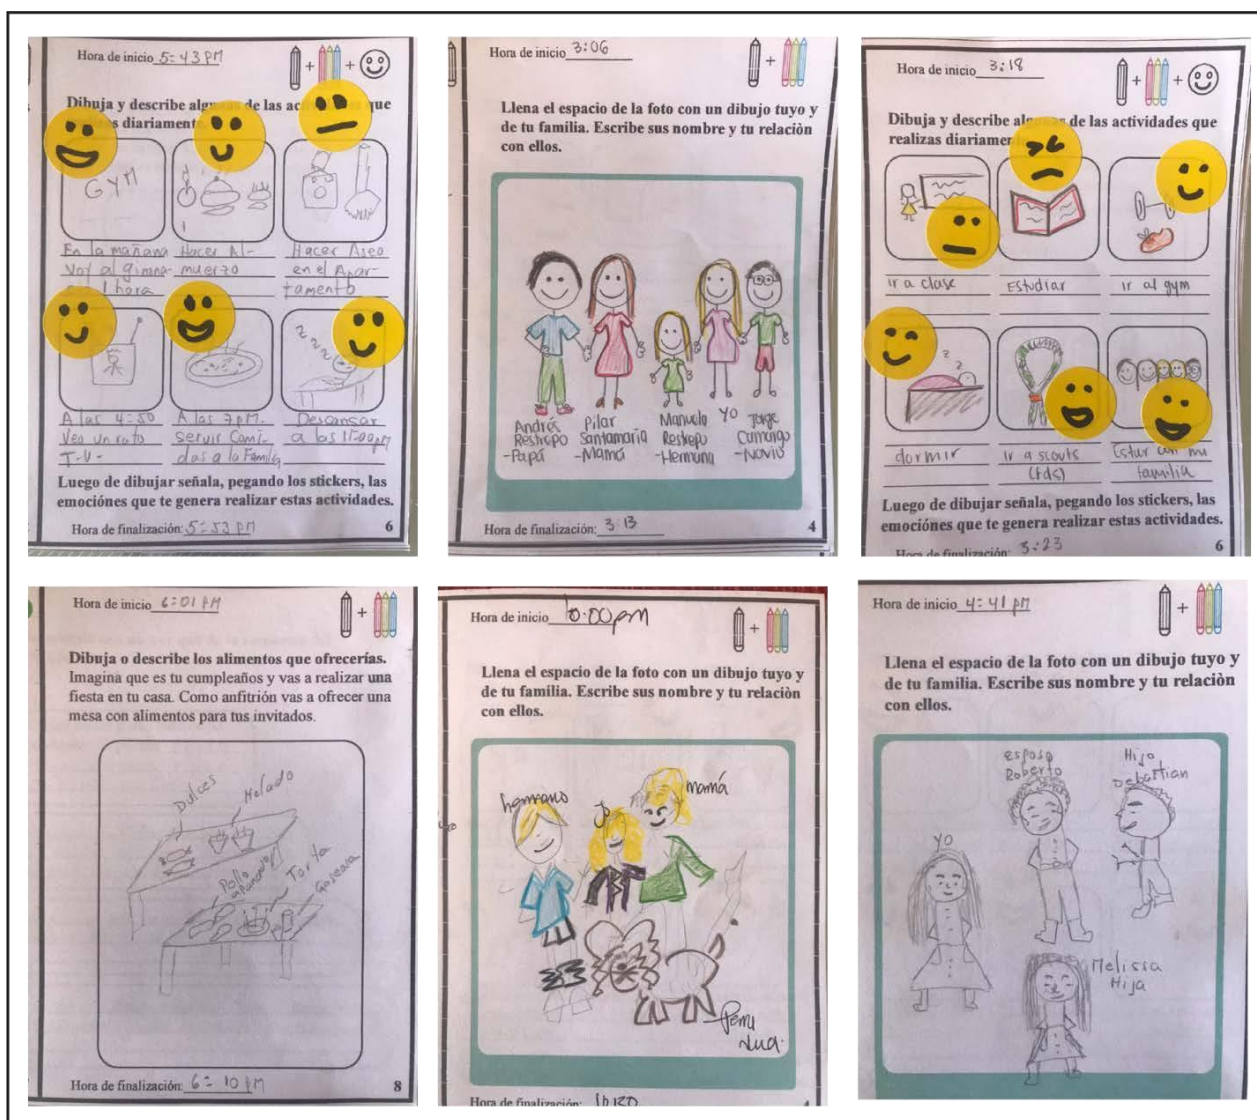 Hora de inicio 5:43 PM
Dibuja y describe algunas de las que
diariamente.
GYM
En la mañana
Voy al gimna-
1 hora
Hacer Al-
muerzo
Hacer Aseo
en el Apar-
tamento
A las 4:50
Veo un rato
T.V.
A las 7 PM.
Servir Comi-
das a la Familia
zzz
Descansar
a las 11:00 pm
Luego de dibujar señala, pegando los stickers, las
emociónes que te genera realizar estas actividades.
Hora de finalización: 5:53 PM
6
Hora de inicio 3:06
Llena el espacio de la foto con un dibujo tuyo y
de tu familia. Escribe sus nombre y tu relaciòn
con ellos.
Andrés
Restrepo
-Papá
Pilar
Santamaría
-Mamá
Manuela
Restrepo
-Hermana
Yo
Jorge
Camargo
-Novio
Hora de finalización: 3:13
4
Hora de inicio 3:18
Dibuja y describe de las actividades que
realizas
ir a clase
Estudiar
ir al gym
z z
dormir
ir a scouts
(fds)
Estar con mi
familia
Luego de dibujar señala, pegando los stickers, las
emociónes que te genera realizar estas actividades.
Hora de finalización: 3:23
6
Hora de inicio 6:01 PM
Dibuja o describe los alimentos que ofrecerías.
Imagina que es tu cumpleaños y vas a realizar una
fiesta en tu casa. Como anfitrión vas a ofrecer una
mesa con alimentos para tus invitados.
Dulces
Helado
Pollo
apanado
Torta
Gaseosa
Hora de finalización: 6:10 PM
8
Hora de inicio
Llena el espacio de la foto con un dibujo tuyo y
de tu familia. Escribe sus nombre y tu relaciòn
con ellos.
hermano
yo
mamá
Hora de finalización:
Hora de inicio 4:41 pm
Llena el espacio de la foto con un dibujo tuyo y
de tu familia. Escribe sus nombre y tu relaciòn
con ellos.
Yo
esposo
Roberto
Hijo
Sebastian
Melissa
Hija